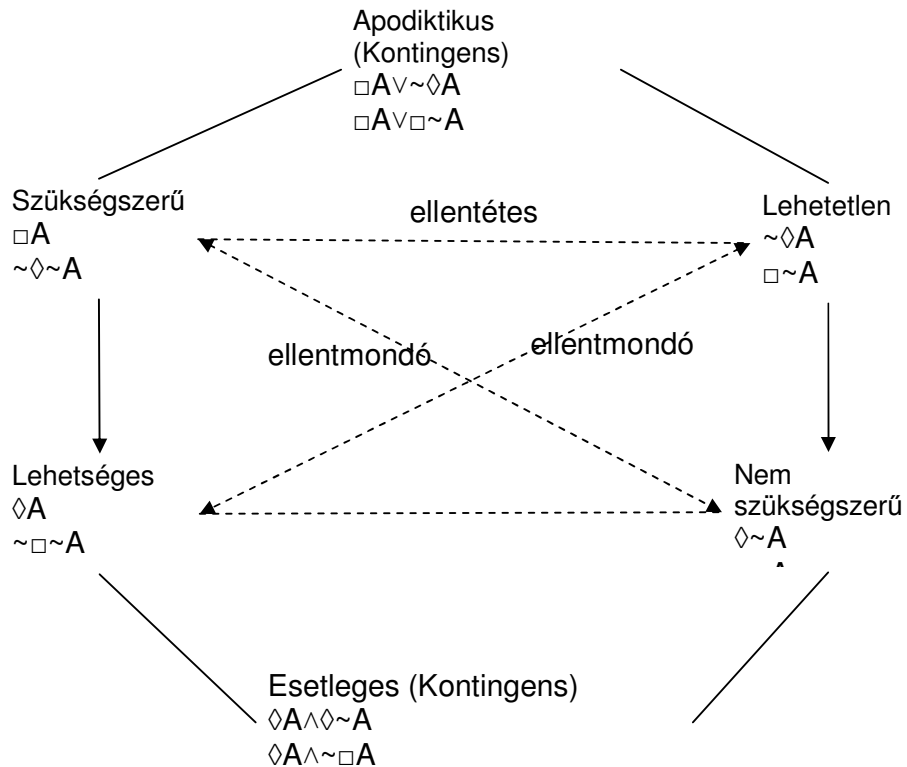 Apodiktikus
(Kontingens)
□A∨~◊A
□A∨□~A
Szükségszerű
□A
~◊~A
ellentétes
Lehetetlen
~◊A
□~A
ellentmondó
ellentmondó
Lehetséges
◊A
~□~A
Nem
szükségszerű
◊~A
Esetleges (Kontingens)
◊A∧◊~A
◊A∧~□A